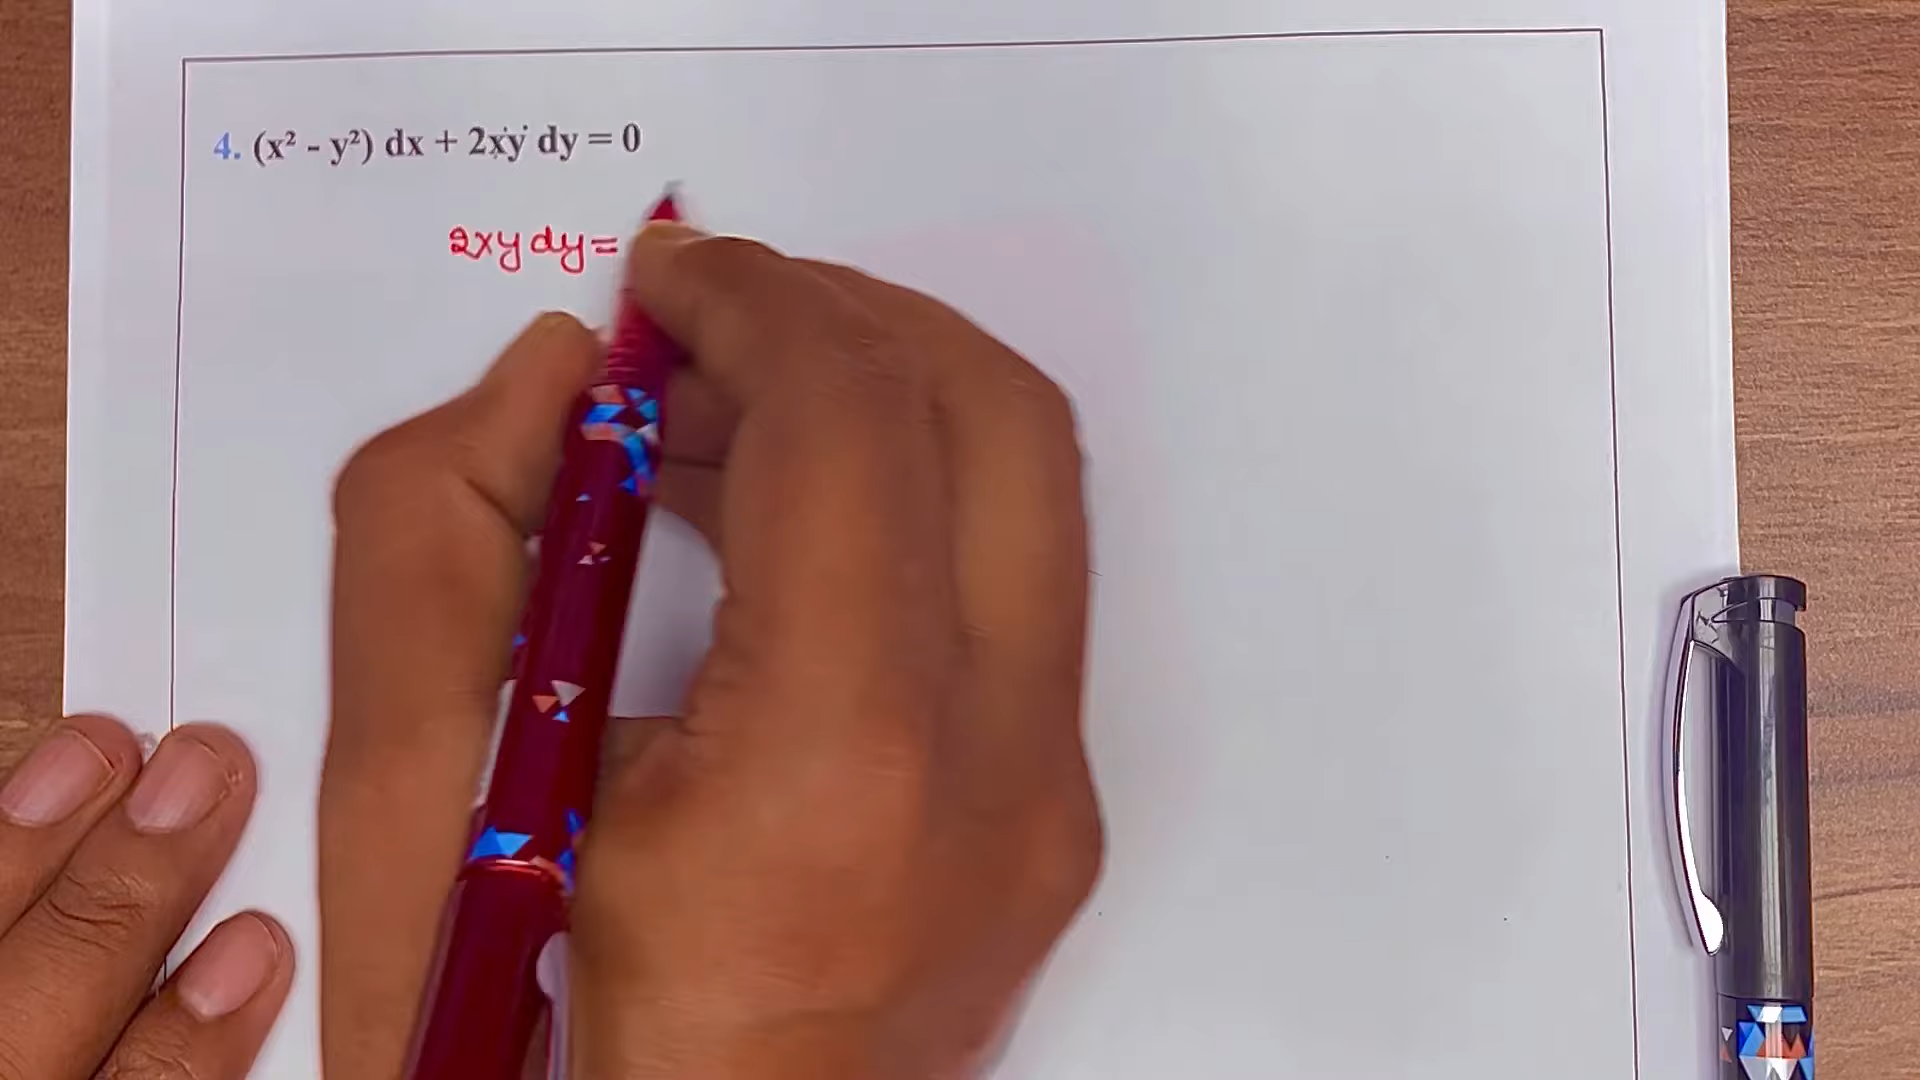 4. (x² - y²) dx + 2xy dy = 0
2xy dy =